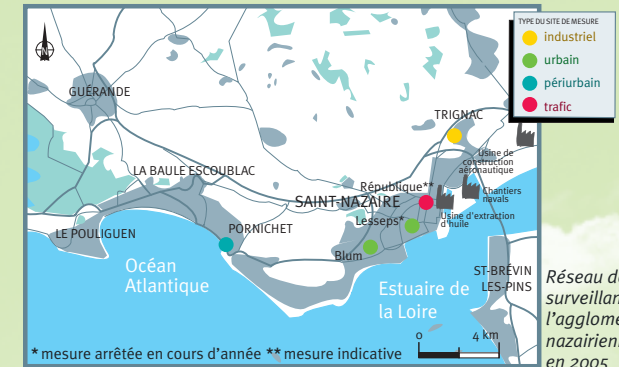 TYPE DU SITE DE MESURE
industriel
urbain
périurbain
trafic
N
GUÉRANDE
TRIGNAC
Usine de
construction
aéronautique
LA BAULE ESCOUBLAC
République**
Chantiers
navals
SAINT-NAZAIRE
Lesseps*
Usine d'extraction
d'huile
LE POULIGUEN
PORNICHET
Blum
Océan
Atlantique
ST-BRÉVIN
LES-PINS
Estuaire de
la Loire
0 4 km
* mesure arrêtée en cours d'année ** mesure indicative
Réseau de
surveillan
l'agglomé
nazairienn
en 2005